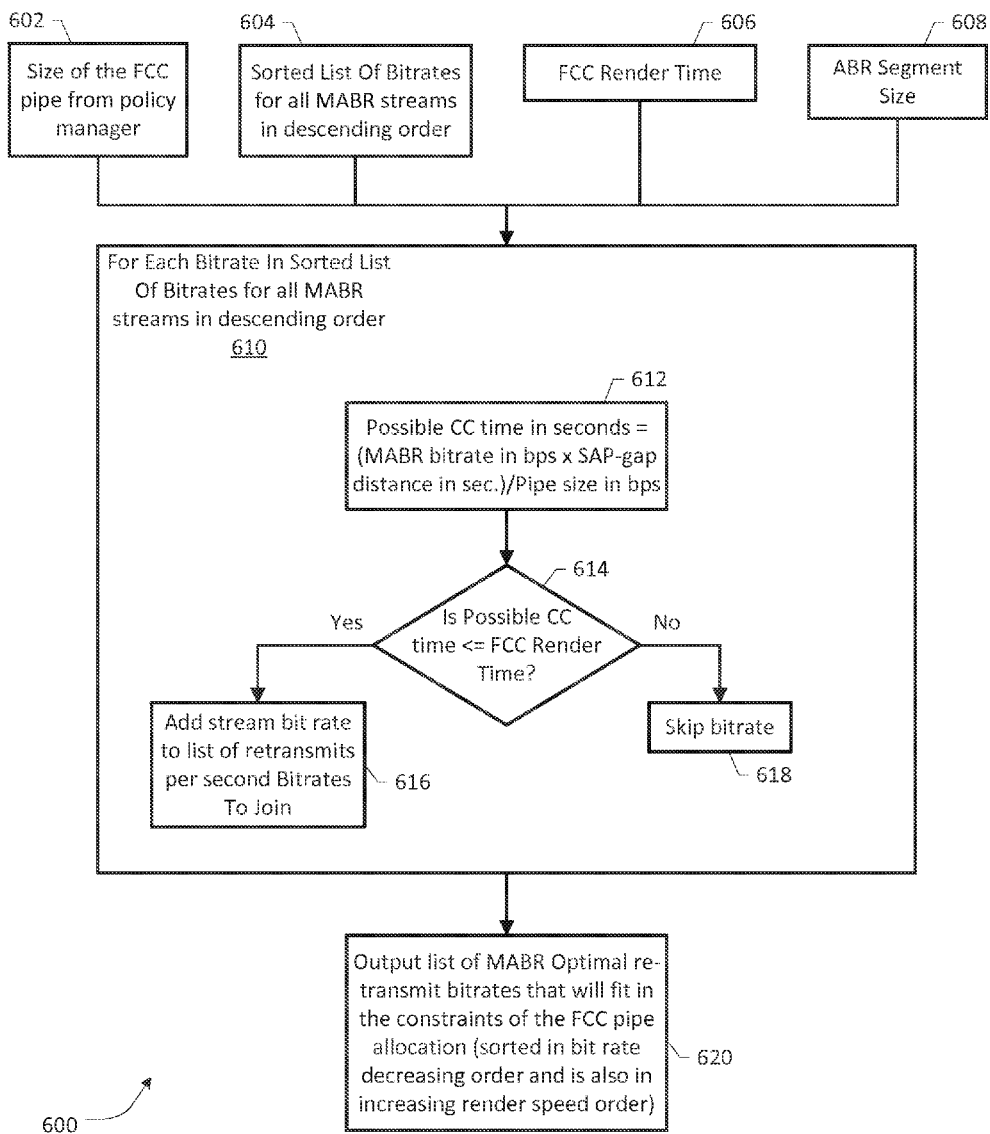 602
604
606
608
Size of the FCC
pipe from policy
manager
Sorted List Of Bitrates
for all MABR streams
in descending order
FCC Render Time
ABR Segment
Size
For Each Bitrate In Sorted List
Of Bitrates for all MABR
streams in descending order
610
612
Possible CC time in seconds =
(MABR bitrate in bps x SAP-gap
distance in sec.)/Pipe size in bps
614
Yes
Is Possible CC
time <= FCC Render
Time?
No
Add stream bit rate
to list of retransmits
per second Bitrates
To Join
616
Skip bitrate
618
Output list of MABR Optimal re-
transmit bitrates that will fit in
the constraints of the FCC pipe
allocation (sorted in bit rate
decreasing order and is also in
increasing render speed order)
620
600